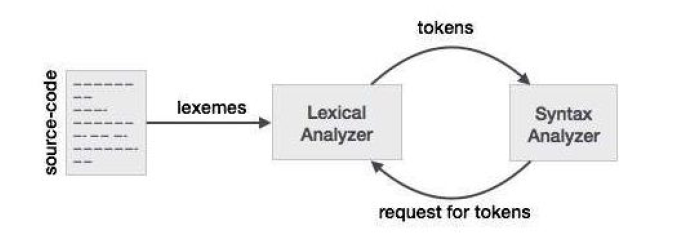 tokens
source-code
lexemes
Lexical
Analyzer
Syntax
Analyzer
request for tokens